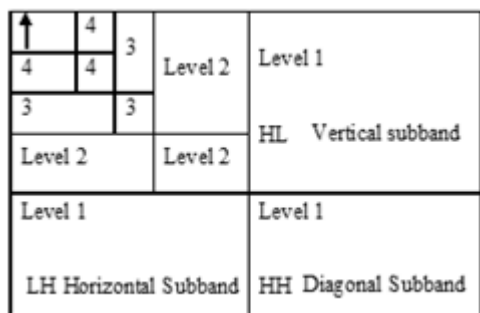 4
3
4 4
3 3
Level 2
Level 1
HL Vertical subband
Level 2
Level 2
Level 1
LH Horizontal Subband
Level 1
HH Diagonal Subband